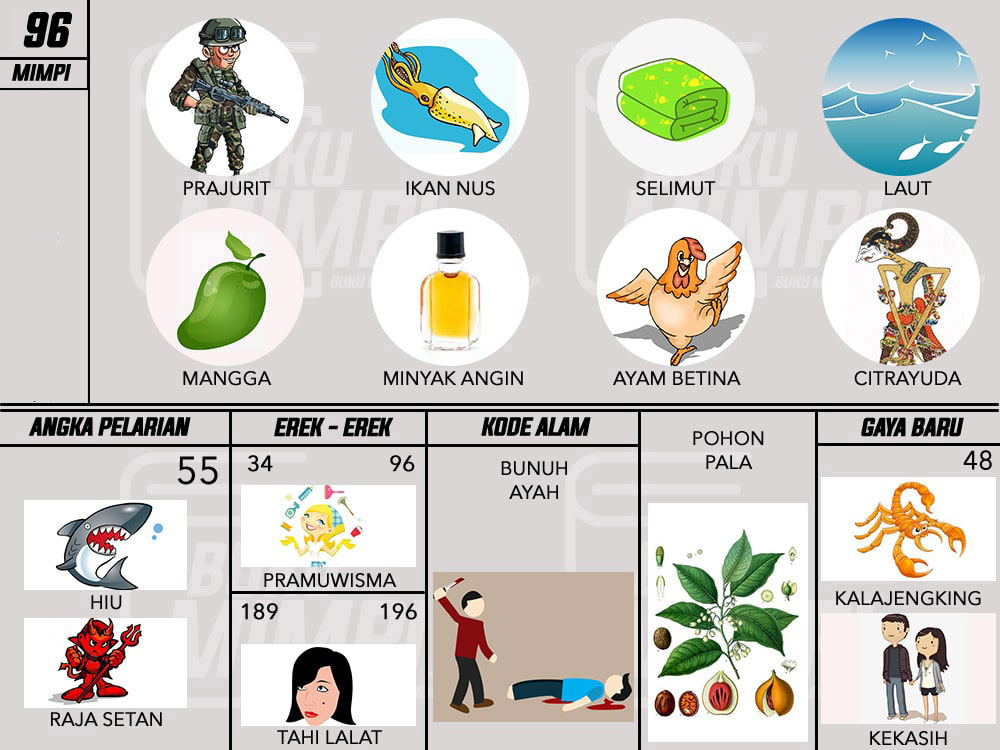 96
MIMPI
PRAJURIT
IKAN NUS
SELIMUT
LAUT
MANGGA
MINYAK ANGIN
AYAM BETINA
CITRAYUDA
ANGKA PELARIAN
55
HIU
RAJA SETAN
EREK - EREK
34 96
PRAMUWISMA
189 196
TAHI LALAT
KODE ALAM
BUNUH
AYAH
POHON
PALA
GAYA BARU
48
KALAJENGKING
KEKASIH